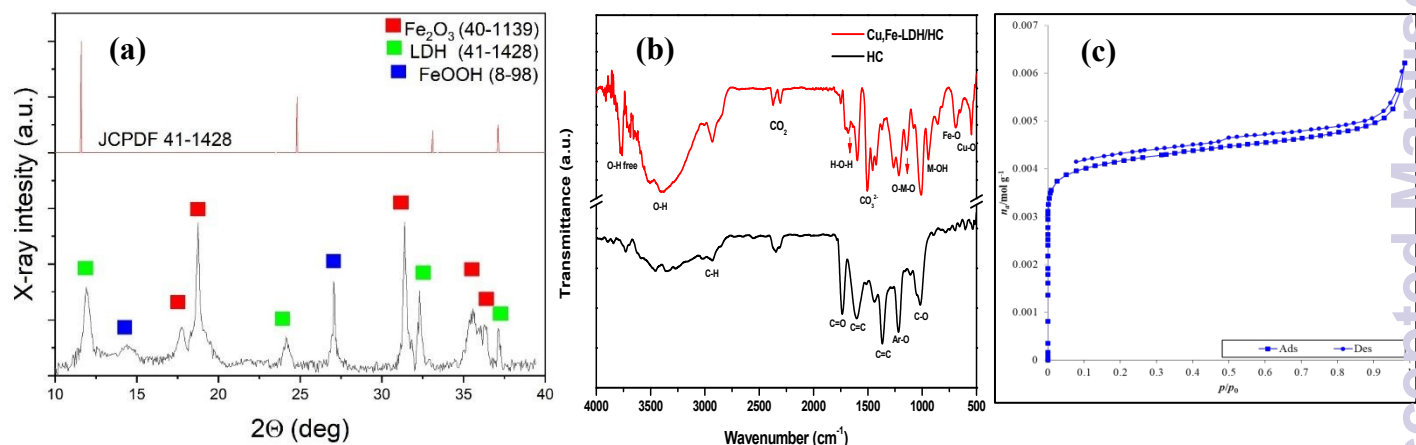 (a)
Fe₂O₃ (40-1139)
LDH (41-1428)
FeOOH (8-98)
JCPDF 41-1428
X-ray intesity (a.u.)
10 15 20 25 30 35 40
2Θ (deg)
(b)
Cu,Fe-LDH/HC
HC
Transmittance (a.u.)
O-H free
O-H
CO₂
H-O-H
CO₃²⁻
O-M-O
M-OH
Fe-O
Cu-O
C-H
C=O
C=C
C=C
Ar-O
C-O
4000 3500 3000 2500 2000 1500 1000 500
Wavenumber (cm⁻¹)
(c)
0.007
0.006
0.005
0.004
0.003
0.002
0.001
0
nₐ/mol g⁻¹
Ads Des
0 0.1 0.2 0.3 0.4 0.5 0.6 0.7 0.8 0.9
p/p₀